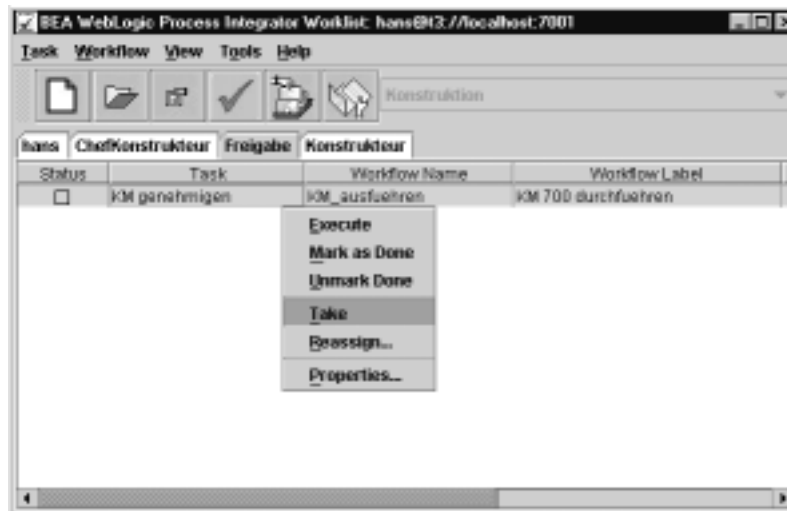 BEA WebLogic Process Integrator Worklist: hans@t3://localhost:7001
Task Workflow View Tools Help
Konstruktion
hans ChefKonstrukteur Freigabe Konstrukteur
Status Task Workflow Name Workflow Label
KM genehmigen KM_ausfuehren KM 700 durchfuehren
Execute
Mark as Done
Unmark Done
Take
Reassign...
Properties...